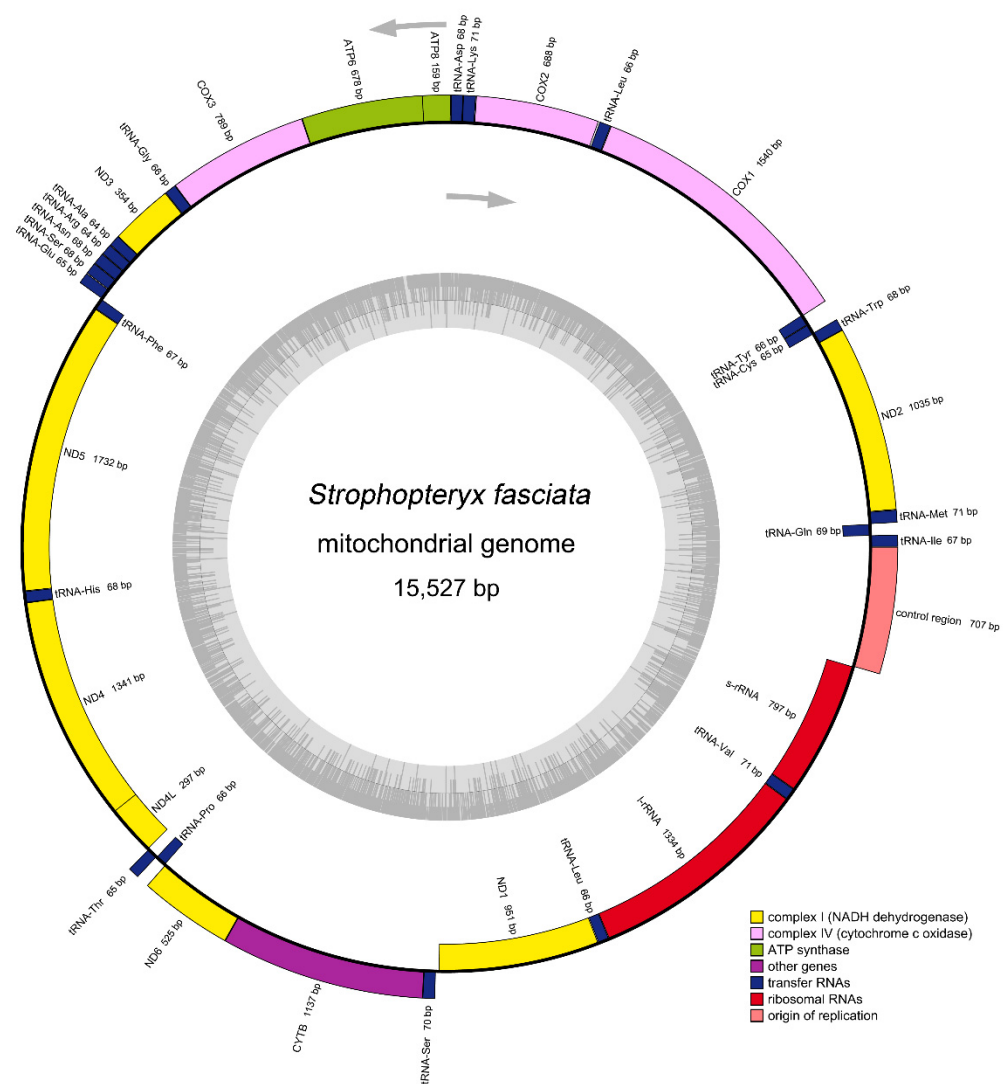 tRNA-Asp 68 bp
tRNA-Lys 71 bp
COX2 688 bp
tRNA-Leu 66 bp
COX1 1540 bp
tRNA-Trp 68 bp
tRNA-Tyr 66 bp
tRNA-Cys 65 bp
ND2 1035 bp
tRNA-Met 71 bp
tRNA-Gln 69 bp
tRNA-Ile 67 bp
control region 707 bp
s-rRNA 797 bp
tRNA-Val 71 bp
l-rRNA 1334 bp
tRNA-Leu 66 bp
ND1 951 bp
tRNA-Ser 70 bp
CYTB 1137 bp
ND6 525 bp
tRNA-Thr 65 bp
tRNA-Pro 66 bp
ND4L 297 bp
ND4 1341 bp
tRNA-His 68 bp
ND5 1732 bp
tRNA-Phe 67 bp
tRNA-Glu 65 bp
tRNA-Ser 68 bp
tRNA-Asn 68 bp
tRNA-Arg 64 bp
tRNA-Ala 64 bp
ND3 354 bp
tRNA-Gly 66 bp
COX3 789 bp
ATP6 678 bp
ATP8 159 bp
Strophopteryx fasciata
mitochondrial genome
15,527 bp
complex I (NADH dehydrogenase)
complex IV (cytochrome c oxidase)
ATP synthase
other genes
transfer RNAs
ribosomal RNAs
origin of replication